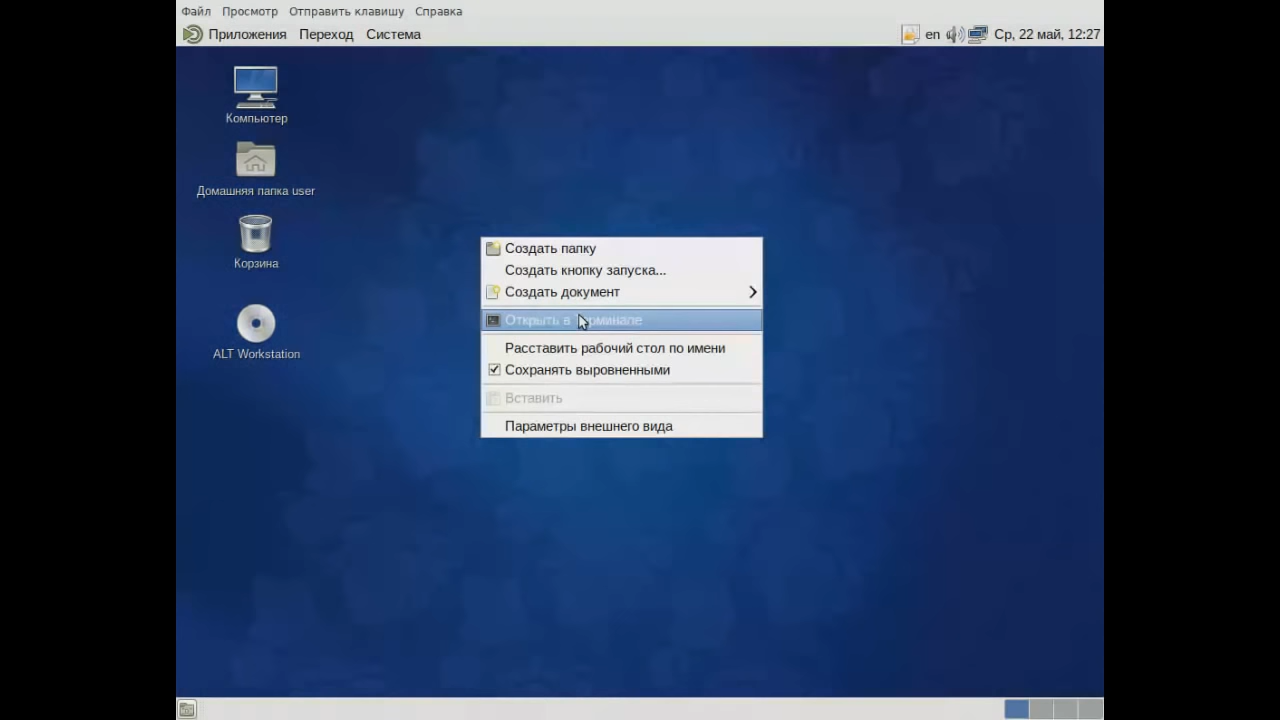 Файл Просмотр Отправить клавишу Справка
Приложения Переход Система en Ср, 22 май, 12:27
Компьютер
Домашняя папка user
Корзина
ALT Workstation
Создать папку
Создать кнопку запуска...
Создать документ
Открыть в терминале
Расставить рабочий стол по имени
Сохранять выровненными
Вставить
Параметры внешнего вида